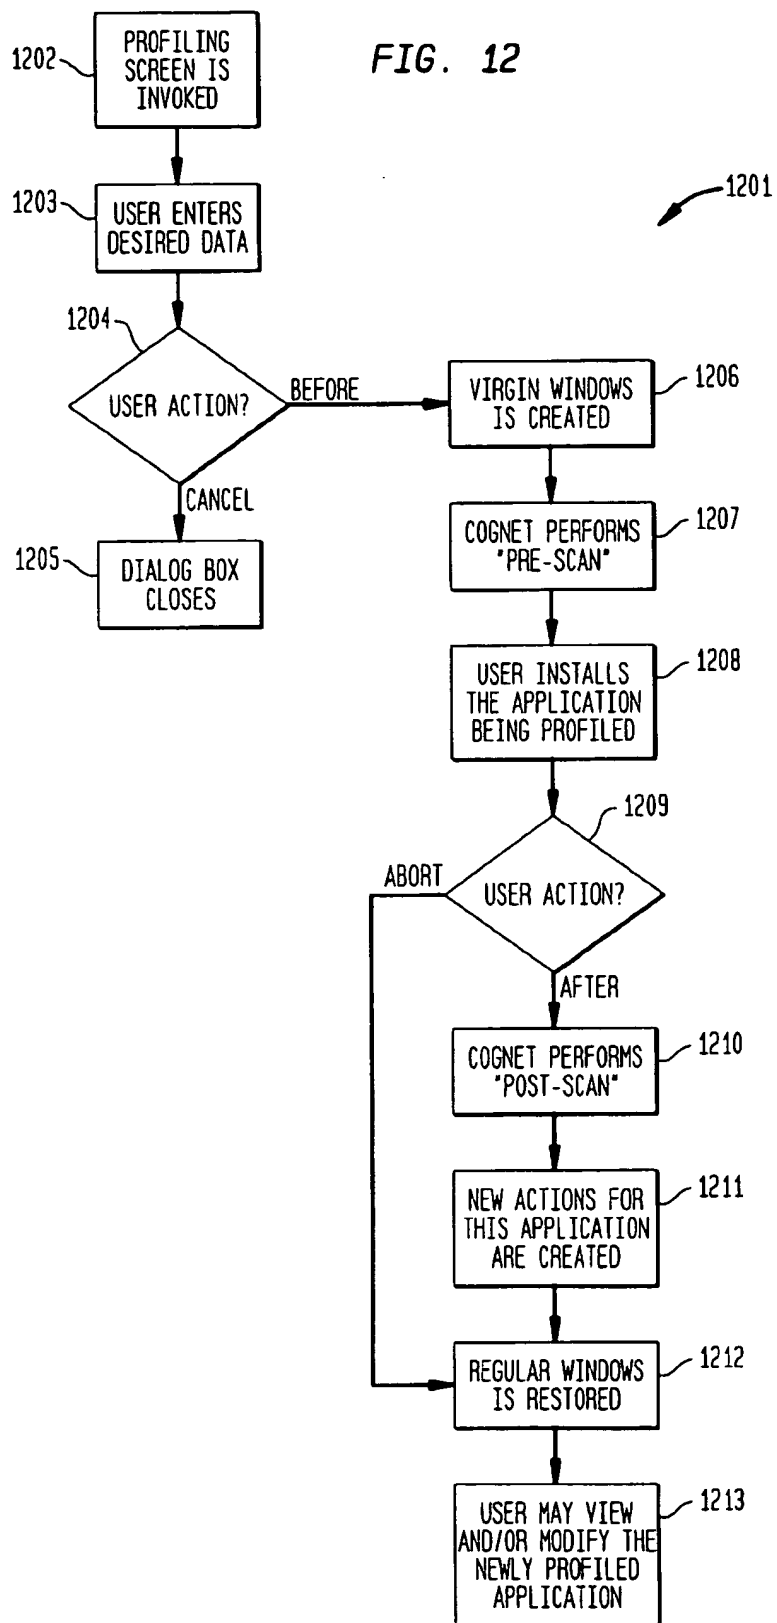 FIG. 12
1202
PROFILING
SCREEN IS
INVOKED
1201
1203
USER ENTERS
DESIRED DATA
1204
USER ACTION?
BEFORE
CANCEL
1205
DIALOG BOX
CLOSES
1206
VIRGIN WINDOWS
IS CREATED
1207
COGNET PERFORMS
"PRE-SCAN"
1208
USER INSTALLS
THE APPLICATION
BEING PROFILED
1209
USER ACTION?
ABORT
AFTER
1210
COGNET PERFORMS
"POST-SCAN"
1211
NEW ACTIONS FOR
THIS APPLICATION
ARE CREATED
1212
REGULAR WINDOWS
IS RESTORED
1213
USER MAY VIEW
AND/OR MODIFY THE
NEWLY PROFILED
APPLICATION